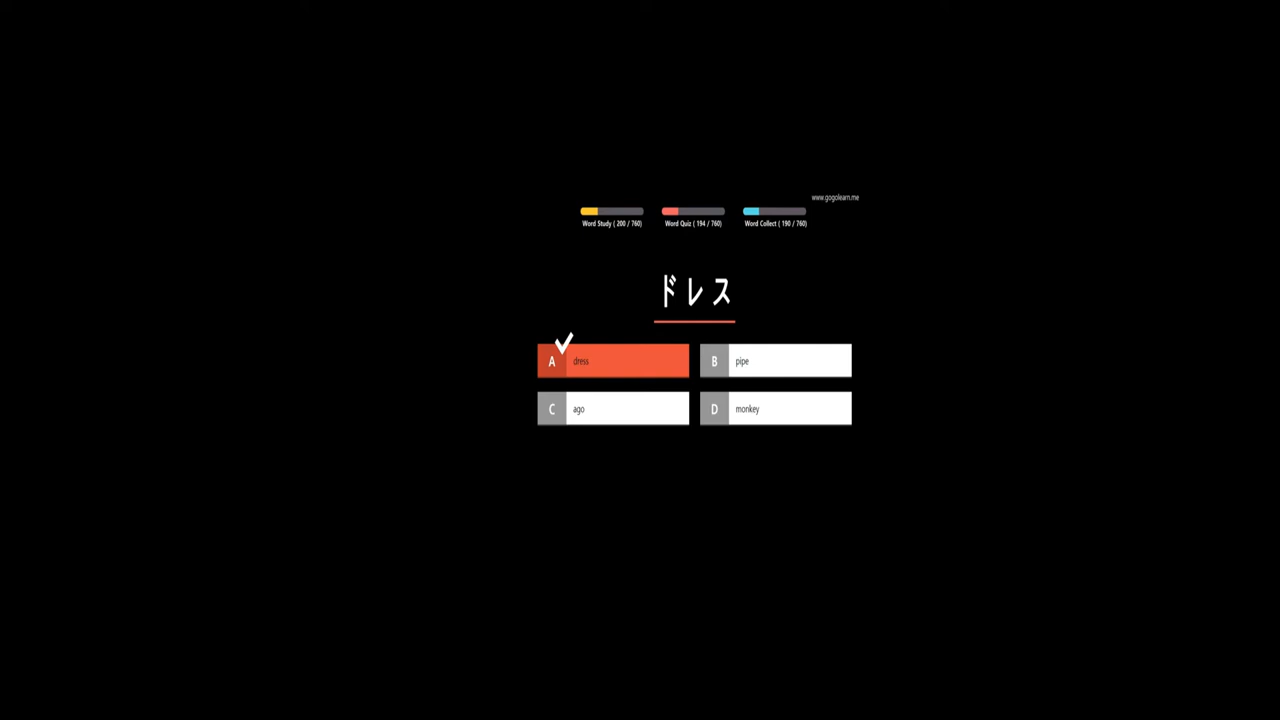 www.gogolearn.me
Word Study ( 200 / 760)
Word Quiz ( 194 / 760)
Word Collect ( 190 / 760)
ドレス
A dress
B pipe
C ago
D monkey